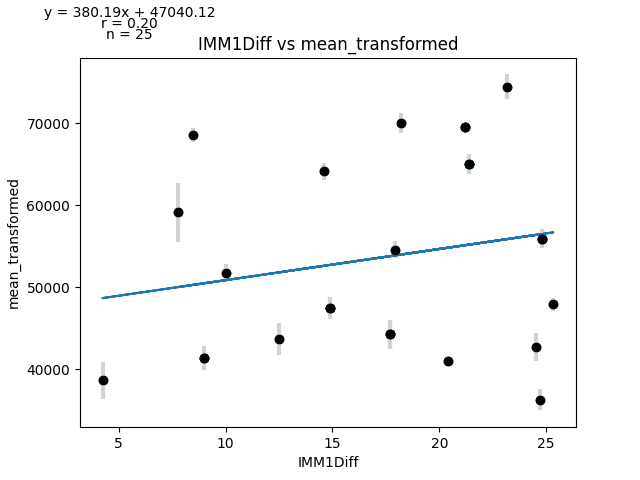 y = 380.19x + 47040.12
r = 0.20
n = 25
IMM1Diff vs mean_transformed
70000
60000
50000
40000
mean_transformed
5 10 15 20 25
IMM1Diff